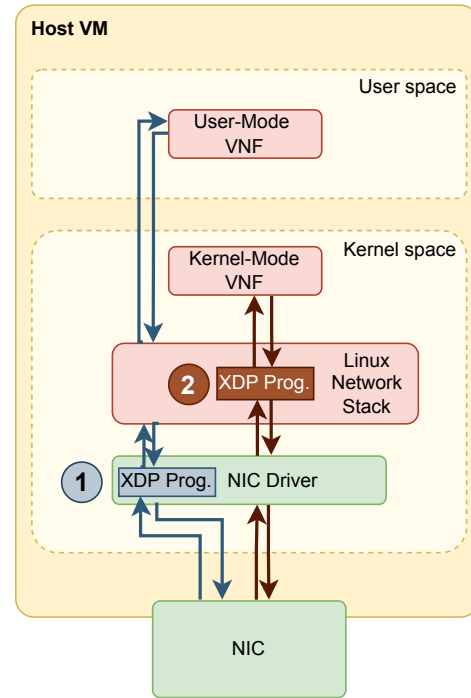 Host VM
User space
User-Mode
VNF
Kernel space
Kernel-Mode
VNF
2
XDP Prog.
Linux
Network
Stack
1
XDP Prog.
NIC Driver
NIC